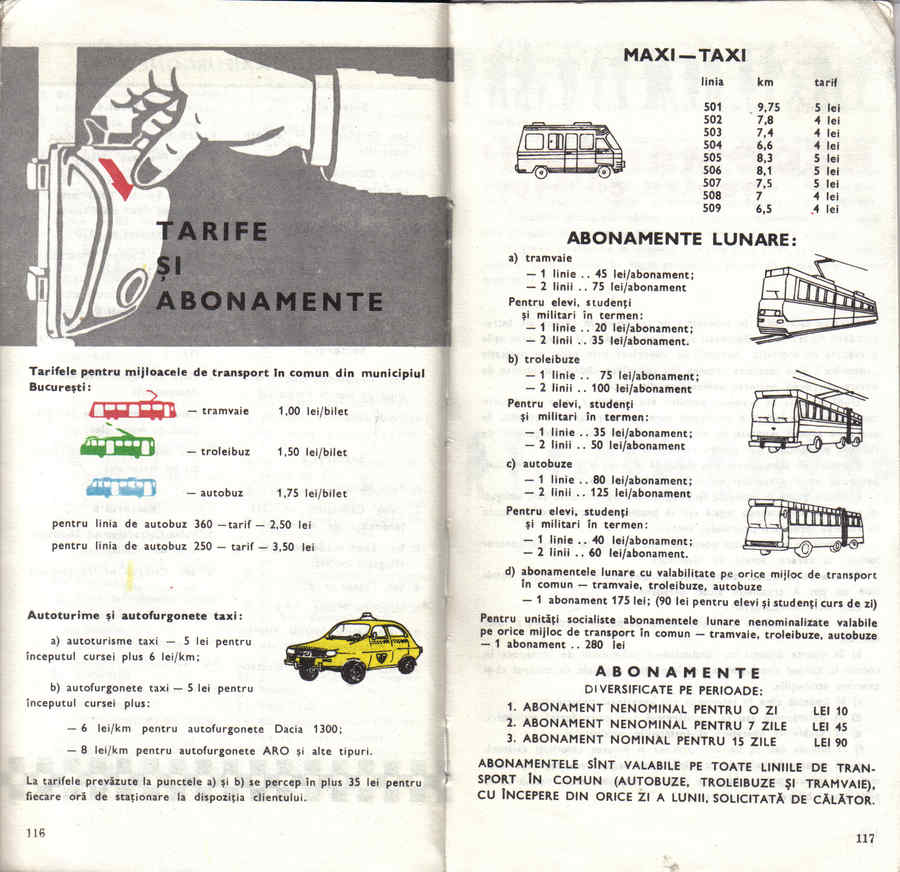 TARIFE
ȘI
ABONAMENTE
Tarifele pentru mijloacele de transport în comun din municipiul
București:
— tramvaie 1,00 lei/bilet
— troleibuz 1,50 lei/bilet
— autobuz 1,75 lei/bilet
pentru linia de autobuz 360 — tarif — 2,50 lei
pentru linia de autobuz 250 — tarif — 3,50 lei
Autoturime și autofurgonete taxi:
a) autoturisme taxi — 5 lei pentru
începutul cursei plus 6 lei/km;
b) autofurgonete taxi — 5 lei pentru
începutul cursei plus:
— 6 lei/km pentru autofurgonete Dacia 1300;
— 8 lei/km pentru autofurgonete ARO și alte tipuri.
La tarifele prevăzute la punctele a) și b) se percep în plus 35 lei pentru
fiecare oră de staționare la dispoziția clientului.
116
MAXI — TAXI
linia km tarif
501 9,75 5 lei
502 7,8 4 lei
503 7,4 4 lei
504 6,6 4 lei
505 8,3 5 lei
506 8,1 5 lei
507 7,5 5 lei
508 7 4 lei
509 6,5 4 lei
ABONAMENTE LUNARE:
a) tramvaie
— 1 linie .. 45 lei/abonament;
— 2 linii .. 75 lei/abonament
Pentru elevi, studenți
și militari în termen:
— 1 linie .. 20 lei/abonament;
— 2 linii .. 35 lei/abonament.
b) troleibuze
— 1 linie .. 75 lei/abonament;
— 2 linii .. 100 lei/abonament
Pentru elevi, studenți
și militari în termen:
— 1 linie .. 35 lei/abonament;
— 2 linii .. 50 lei/abonament
c) autobuze
— 1 linie .. 80 lei/abonament;
— 2 linii .. 125 lei/abonament
Pentru elevi, studenți
și militari în termen:
— 1 linie .. 40 lei/abonament;
— 2 linii .. 60 lei/abonament.
d) abonamentele lunare cu valabilitate pe orice mijloc de transport
în comun — tramvaie, troleibuze, autobuze
— 1 abonament 175 lei; (90 lei pentru elevi și studenți curs de zi)
Pentru unități socialiste abonamentele lunare nenominalizate valabile
pe orice mijloc de transport în comun — tramvaie, troleibuze, autobuze
— 1 abonament .. 280 lei
ABONAMENTE
DIVERSIFICATE PE PERIOADE:
1. ABONAMENT NENOMINAL PENTRU O ZI LEI 10
2. ABONAMENT NENOMINAL PENTRU 7 ZILE LEI 45
3. ABONAMENT NOMINAL PENTRU 15 ZILE LEI 90
ABONAMENTELE SÎNT VALABILE PE TOATE LINIILE DE TRAN-
SPORT ÎN COMUN (AUTOBUZE, TROLEIBUZE ȘI TRAMVAIE),
CU ÎNCEPERE DIN ORICE ZI A LUNII, SOLICITATĂ DE CĂLĂTOR.
117